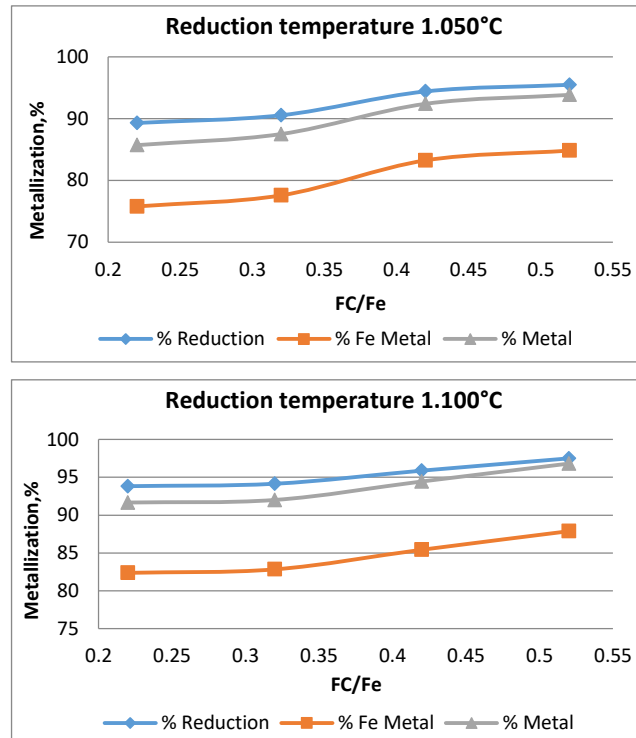 Reduction temperature 1.050°C
100
90
80
70
Metallization,%
0.2 0.25 0.3 0.35 0.4 0.45 0.5 0.55
FC/Fe
% Reduction % Fe Metal % Metal
Reduction temperature 1.100°C
100
95
90
85
80
75
Metallization,%
0.2 0.25 0.3 0.35 0.4 0.45 0.5 0.55
FC/Fe
% Reduction % Fe Metal % Metal